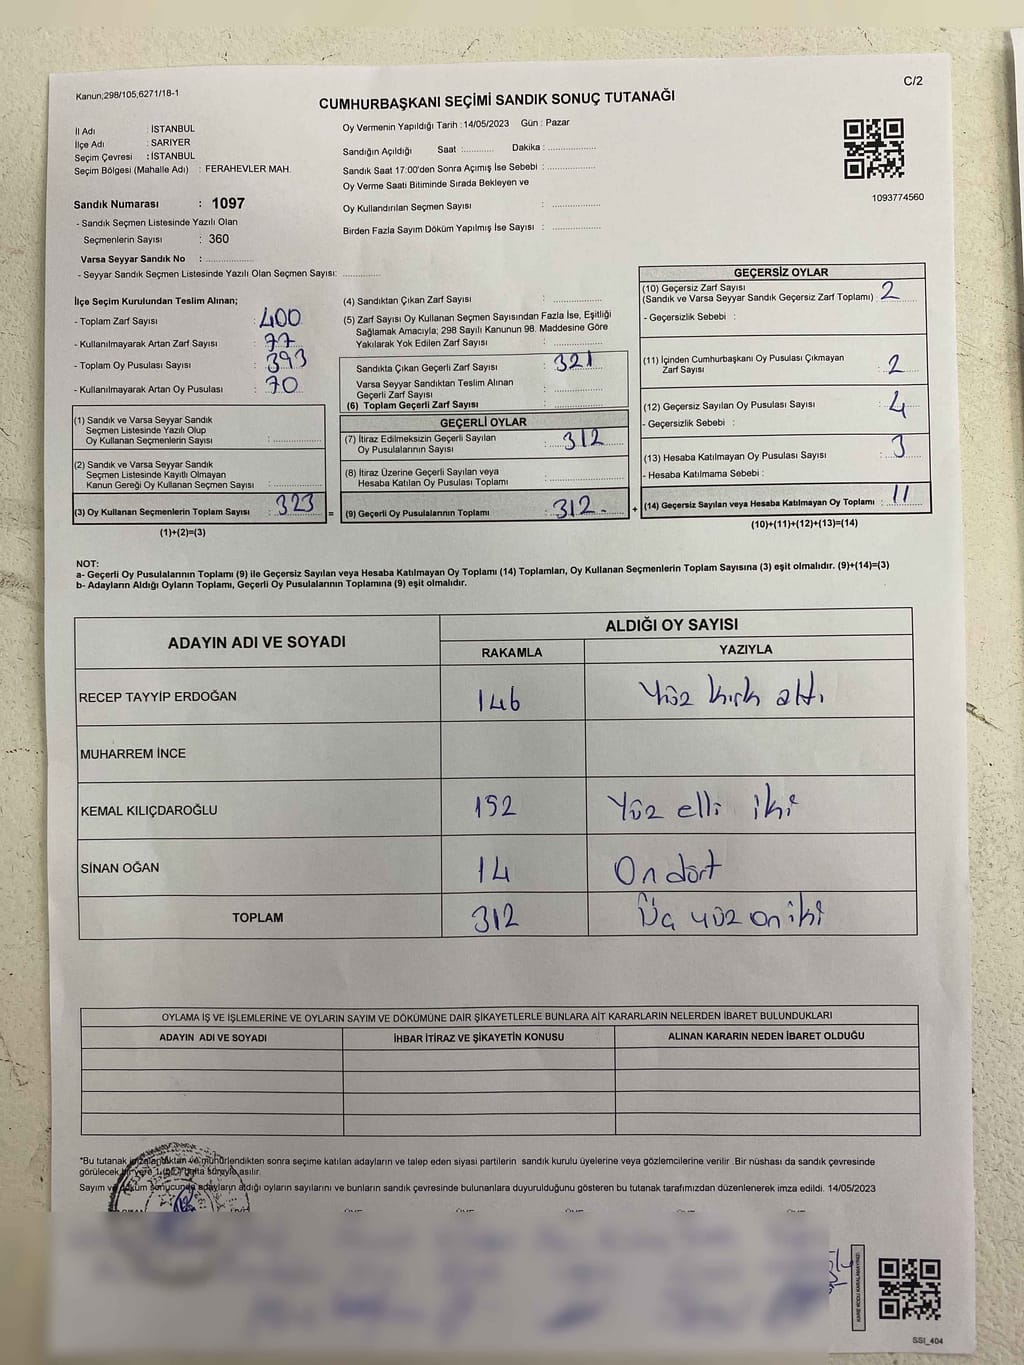 Kanun;298/105;6271/18-1
C/2
CUMHURBAŞKANI SEÇİMİ SANDIK SONUÇ TUTANAĞI
İl Adı : İSTANBUL
İlçe Adı : SARIYER
Seçim Çevresi : İSTANBUL
Seçim Bölgesi (Mahalle Adı) : FERAHEVLER MAH.
Sandık Numarası : 1097
- Sandık Seçmen Listesinde Yazılı Olan
Seçmenlerin Sayısı : 360
Varsa Seyyar Sandık No : ...............
- Seyyar Sandık Seçmen Listesinde Yazılı Olan Seçmen Sayısı: ............
Oy Vermenin Yapıldığı Tarih : 14/05/2023 Gün : Pazar
Sandığın Açıldığı Saat :.......... Dakika : ...............
Sandık Saat 17:00'den Sonra Açımış İse Sebebi : ...............
Oy Verme Saati Bitiminde Sırada Bekleyen ve
Oy Kullandırılan Seçmen Sayısı : ...............
Birden Fazla Sayım Döküm Yapılmış İse Sayısı : ...............
1093774560
İlçe Seçim Kurulundan Teslim Alınan;
- Toplam Zarf Sayısı : 400
- Kullanılmayarak Artan Zarf Sayısı : 77
- Toplam Oy Pusulası Sayısı : 393
- Kullanılmayarak Artan Oy Pusulası : 70
(1) Sandık ve Varsa Seyyar Sandık
Seçmen Listesinde Yazılı Olup
Oy Kullanan Seçmenlerin Sayısı : ...............
(2) Sandık ve Varsa Seyyar Sandık
Seçmen Listesinde Kayıtlı Olmayan
Kanun Gereği Oy Kullanan Seçmen Sayısı : ...............
(3) Oy Kullanan Seçmenlerin Toplam Sayısı : 323 =
(1)+(2)=(3)
(4) Sandıktan Çıkan Zarf Sayısı : ...............
(5) Zarf Sayısı Oy Kullanan Seçmen Sayısından Fazla İse, Eşitliği
Sağlamak Amacıyla; 298 Sayılı Kanunun 98. Maddesine Göre
Yakılarak Yok Edilen Zarf Sayısı : ...............
Sandıkta Çıkan Geçerli Zarf Sayısı : 321
Varsa Seyyar Sandıktan Teslim Alınan
Geçerli Zarf Sayısı : ...............
(6) Toplam Geçerli Zarf Sayısı : ...............
GEÇERLİ OYLAR
(7) İtiraz Edilmeksizin Geçerli Sayılan
Oy Pusulalarının Sayısı : 312
(8) İtiraz Üzerine Geçerli Sayılan veya
Hesaba Katılan Oy Pusulası Toplamı : ...............
(9) Geçerli Oy Pusulalarının Toplamı : 312. +
GEÇERSİZ OYLAR
(10) Geçersiz Zarf Sayısı
(Sandık ve Varsa Seyyar Sandık Geçersiz Zarf Toplamı) : 2
- Geçersizlik Sebebi :
(11) İçinden Cumhurbaşkanı Oy Pusulası Çıkmayan
Zarf Sayısı : 2
(12) Geçersiz Sayılan Oy Pusulası Sayısı : 4
- Geçersizlik Sebebi :
(13) Hesaba Katılmayan Oy Pusulası Sayısı : 3
- Hesaba Katılmama Sebebi :
(14) Geçersiz Sayılan veya Hesaba Katılmayan Oy Toplamı : 11
(10)+(11)+(12)+(13)=(14)
NOT:
a- Geçerli Oy Pusulalarının Toplamı (9) ile Geçersiz Sayılan veya Hesaba Katılmayan Oy Toplamı (14) Toplamları, Oy Kullanan Seçmenlerin Toplam Sayısına (3) eşit olmalıdır. (9)+(14)=(3)
b- Adayların Aldığı Oyların Toplamı, Geçerli Oy Pusulalarının Toplamına (9) eşit olmalıdır.
ADAYIN ADI VE SOYADI
ALDIĞI OY SAYISI
RAKAMLA YAZIYLA
RECEP TAYYİP ERDOĞAN 146 Yüz kırk altı
MUHARREM İNCE
KEMAL KILIÇDAROĞLU 152 Yüz elli iki
SİNAN OĞAN 14 On dört
TOPLAM 312 Üç yüz on iki
OYLAMA İŞ VE İŞLEMLERİNE VE OYLARIN SAYIM VE DÖKÜMÜNE DAİR ŞİKAYETLERLE BUNLARA AİT KARARLARIN NELERDEN İBARET BULUNDUKLARI
ADAYIN ADI VE SOYADI İHBAR İTİRAZ VE ŞİKAYETİN KONUSU ALINAN KARARIN NEDEN İBARET OLDUĞU
*Bu tutanak imzalandıktan ve mühürlendikten sonra seçime katılan adayların ve talep eden siyasi partilerin sandık kurulu üyelerine veya gözlemcilerine verilir .Bir nüshası da sandık çevresinde
görülecek bir yere 1 hafta süreyle asılır.
Sayım ve döküm sonucunda adayların aldığı oyların sayılarını ve bunların sandık çevresinde bulunanlara duyurulduğunu gösteren bu tutanak tarafımızdan düzenlenerek imza edildi. 14/05/2023
KARE KODU KARALAMAYINIZ!
SSI_404